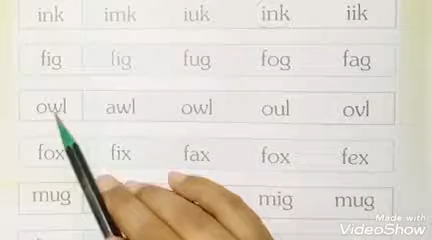 ink imk iuk ink iik
fig lig fug fog fag
owl awl owl oul ovl
fox fix fax fox fex
mug mig mug
Made with
VideoShow